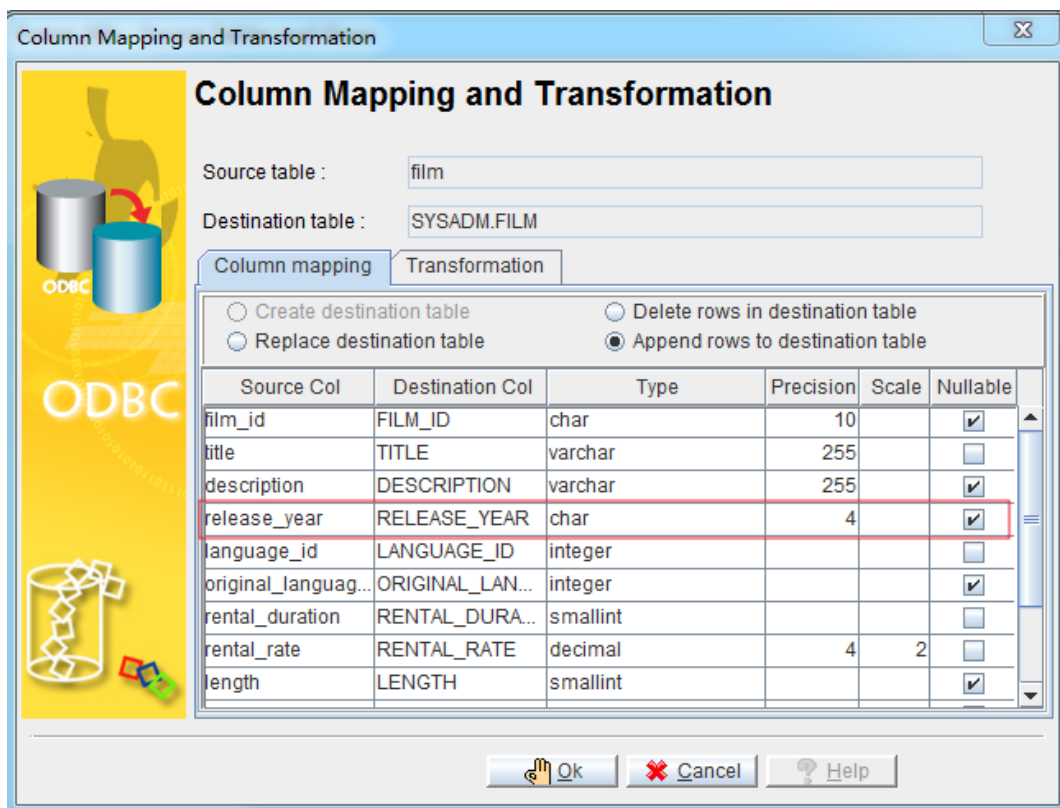 Column Mapping and Transformation
Column Mapping and Transformation
Source table : film
Destination table : SYSADM.FILM
Column mapping Transformation
Create destination table Delete rows in destination table
Replace destination table Append rows to destination table
Source Col Destination Col Type Precision Scale Nullable
film_id FILM_ID char 10
title TITLE varchar 255
description DESCRIPTION varchar 255
release_year RELEASE_YEAR char 4
language_id LANGUAGE_ID integer
original_languag... ORIGINAL_LAN... integer
rental_duration RENTAL_DURA... smallint
rental_rate RENTAL_RATE decimal 4 2
length LENGTH smallint
ODBC
ODBC
Ok Cancel Help